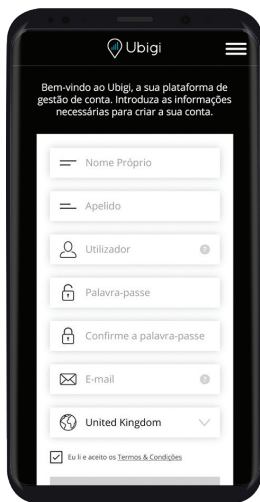 Ubigi
Bem-vindo ao Ubigi, a sua plataforma de
gestão de conta. Introduza as informações
necessárias para criar a sua conta.
Nome Próprio
Apelido
Utilizador ?
Palavra-passe
Confirme a palavra-passe
E-mail ?
United Kingdom
Eu li e aceito os Termos & Condições